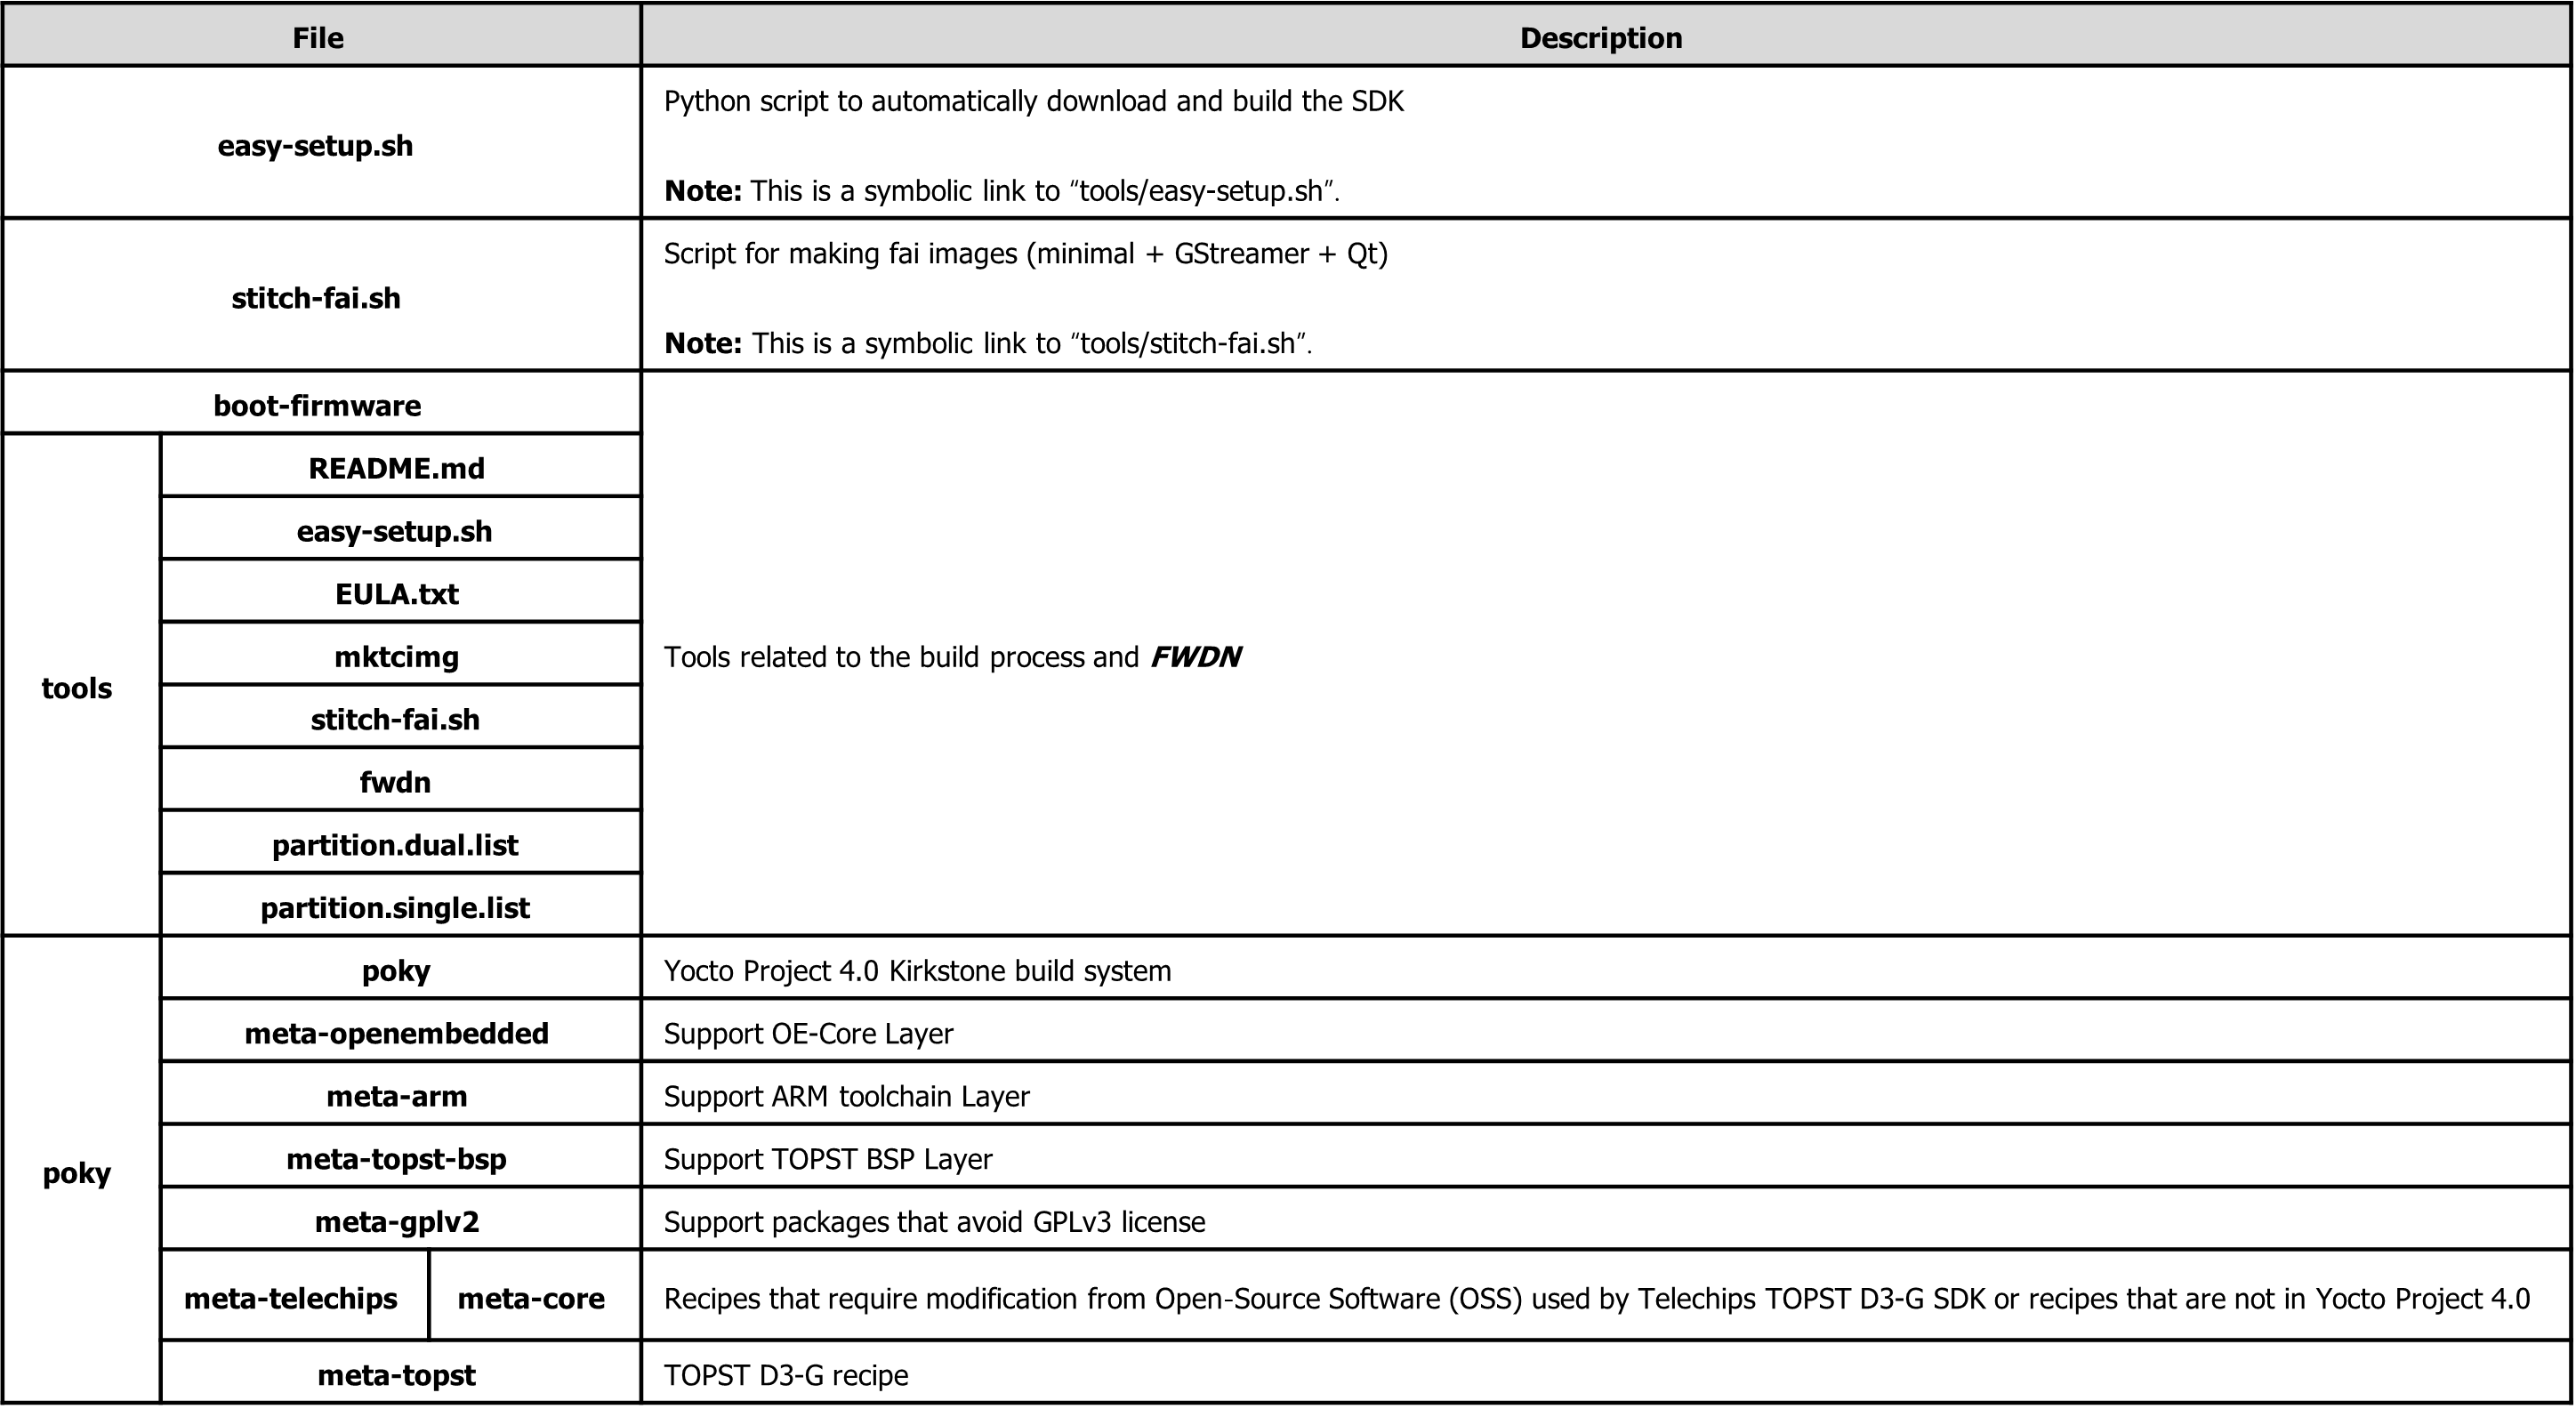 File
Description
easy-setup.sh
Python script to automatically download and build the SDK
Note: This is a symbolic link to “tools/easy-setup.sh”.
stitch-fai.sh
Script for making fai images (minimal + GStreamer + Qt)
Note: This is a symbolic link to “tools/stitch-fai.sh”.
boot-firmware
tools
README.md
easy-setup.sh
EULA.txt
mktcimg
stitch-fai.sh
fwdn
partition.dual.list
partition.single.list
Tools related to the build process and FWDN
poky
poky
Yocto Project 4.0 Kirkstone build system
meta-openembedded
Support OE-Core Layer
meta-arm
Support ARM toolchain Layer
meta-topst-bsp
Support TOPST BSP Layer
meta-gplv2
Support packages that avoid GPLv3 license
meta-telechips
meta-core
Recipes that require modification from Open-Source Software (OSS) used by Telechips TOPST D3-G SDK or recipes that are not in Yocto Project 4.0
meta-topst
TOPST D3-G recipe